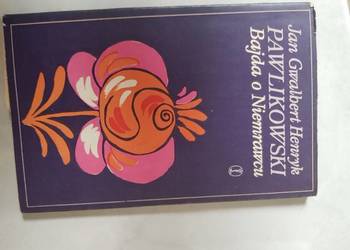 Jan Gwalbert Henryk
PAWLIKOWSKI
Bajda o Niemrawcu